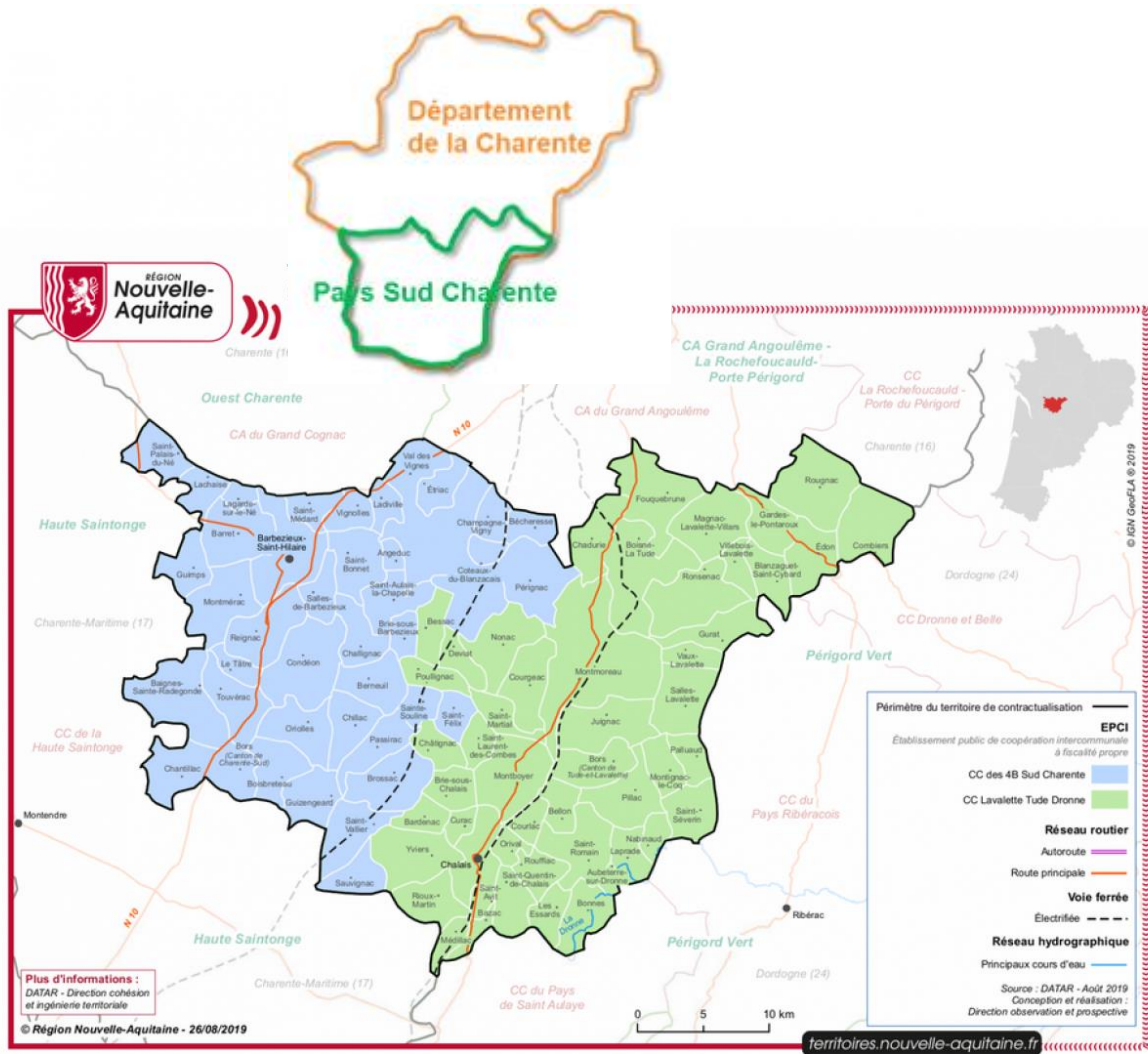 Département
de la Charente
Pays Sud Charente
RÉGION
Nouvelle-
Aquitaine
Charente (16
Ouest Charente
CA du Grand Cognac
N 10
CA du Grand Angoulême
CA Grand Angoulême -
La Rochefoucauld-
Porte Périgord
CC
La Rochefoucauld -
Porte du Périgord
Charente (16)
© IGN GeoFLA ® 2019
Haute Saintonge
Charente-Maritime (17)
CC de la
Haute Saintonge
Montendre
N 10
Haute Saintonge
Charente-Maritime (17)
CC du Pays
de Saint Aulaye
Périgord Vert
Dordogne (24)
Ribérac
CC du
Pays Ribéracois
Périgord Vert
CC Dronne et Belle
Dordogne (24)
Saint-
Palais-
du-Né
Lachaise
Lagarde-
sur-le-Né
Saint-
Médard
Vignolles
Ladiville
Val des
Vignes
Étriac
Champagne-
Vigny
Bécheresse
Barret
Barbezieux-
Saint-Hilaire
Angeduc
Saint-
Bonnet
Coteaux-
du-Blanzacais
Pérignac
Guimps
Montmérac
Salles-
de-Barbezieux
Saint-Aulais-
la-Chapelle
Brie-sous-
Barbezieux
Bessac
Reignac
Challignac
Deviat
Nonac
Le Tâtre
Condéon
Poullignac
Courgeac
Baignes-
Sainte-Radegonde
Touvérac
Berneuil
Sainte-
Souline
Saint-
Félix
Oriolles
Chillac
Passirac
Châtignac
Saint-
Martial
Saint-
Laurent-
des-Combes
Chantillac
Bors
(Canton de
Charente-Sud)
Boisbreteau
Guizengeard
Brossac
Saint-
Vallier
Sauvignac
Brie-sous-
Chalais
Montboyer
Bardenac
Curac
Yviers
Chalais
Orival
Courlac
Bellon
Rouffiac
Rioux-
Martin
Saint-
Avit
Saint-Quentin-
de-Chalais
Bazac
Les
Essards
Médillac
La
Dronne
Bonnes
Aubeterre-
sur-Dronne
Saint-
Romain
Laprade
Nabinaud
Saint-
Séverin
Pillac
Montignac-
le-Coq
Palluaud
Bors
(Canton de
Tude-et-Lavalette)
Juignac
Montmoreau
Salles-
Lavalette
Vaux-
Lavalette
Gurat
Ronsenac
Blanzaguet-
Saint-Cybard
Villebois-
Lavalette
Magnac-
Lavalette-Villars
Boisné-
La Tude
Chadurie
Fouquebrune
Gardes-
le-Pontaroux
Édon
Combiers
Rougnac
Périmètre du territoire de contractualisation
EPCI
Établissement public de coopération intercommunale
à fiscalité propre
CC des 4B Sud Charente
CC Lavalette Tude Dronne
Réseau routier
Autoroute
Route principale
Voie ferrée
Électrifiée
Réseau hydrographique
Principaux cours d'eau
Source : DATAR - Août 2019
Conception et réalisation :
Direction observation et prospective
Plus d'informations :
DATAR - Direction cohésion
et ingénierie territoriale
© Région Nouvelle-Aquitaine - 26/08/2019
0 5 10 km
territoires.nouvelle-aquitaine.fr